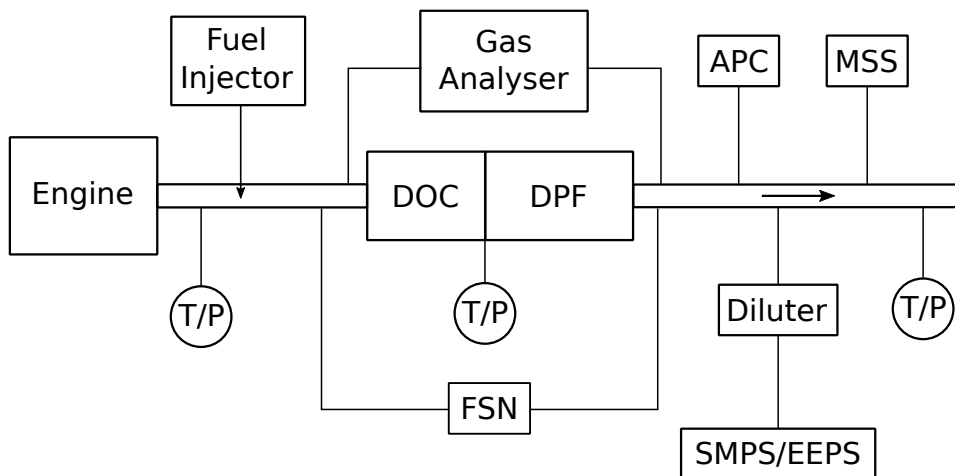 Fuel
Injector
Gas
Analyser
APC
MSS
Engine
DOC
DPF
T/P
T/P
Diluter
T/P
FSN
SMPS/EEPS